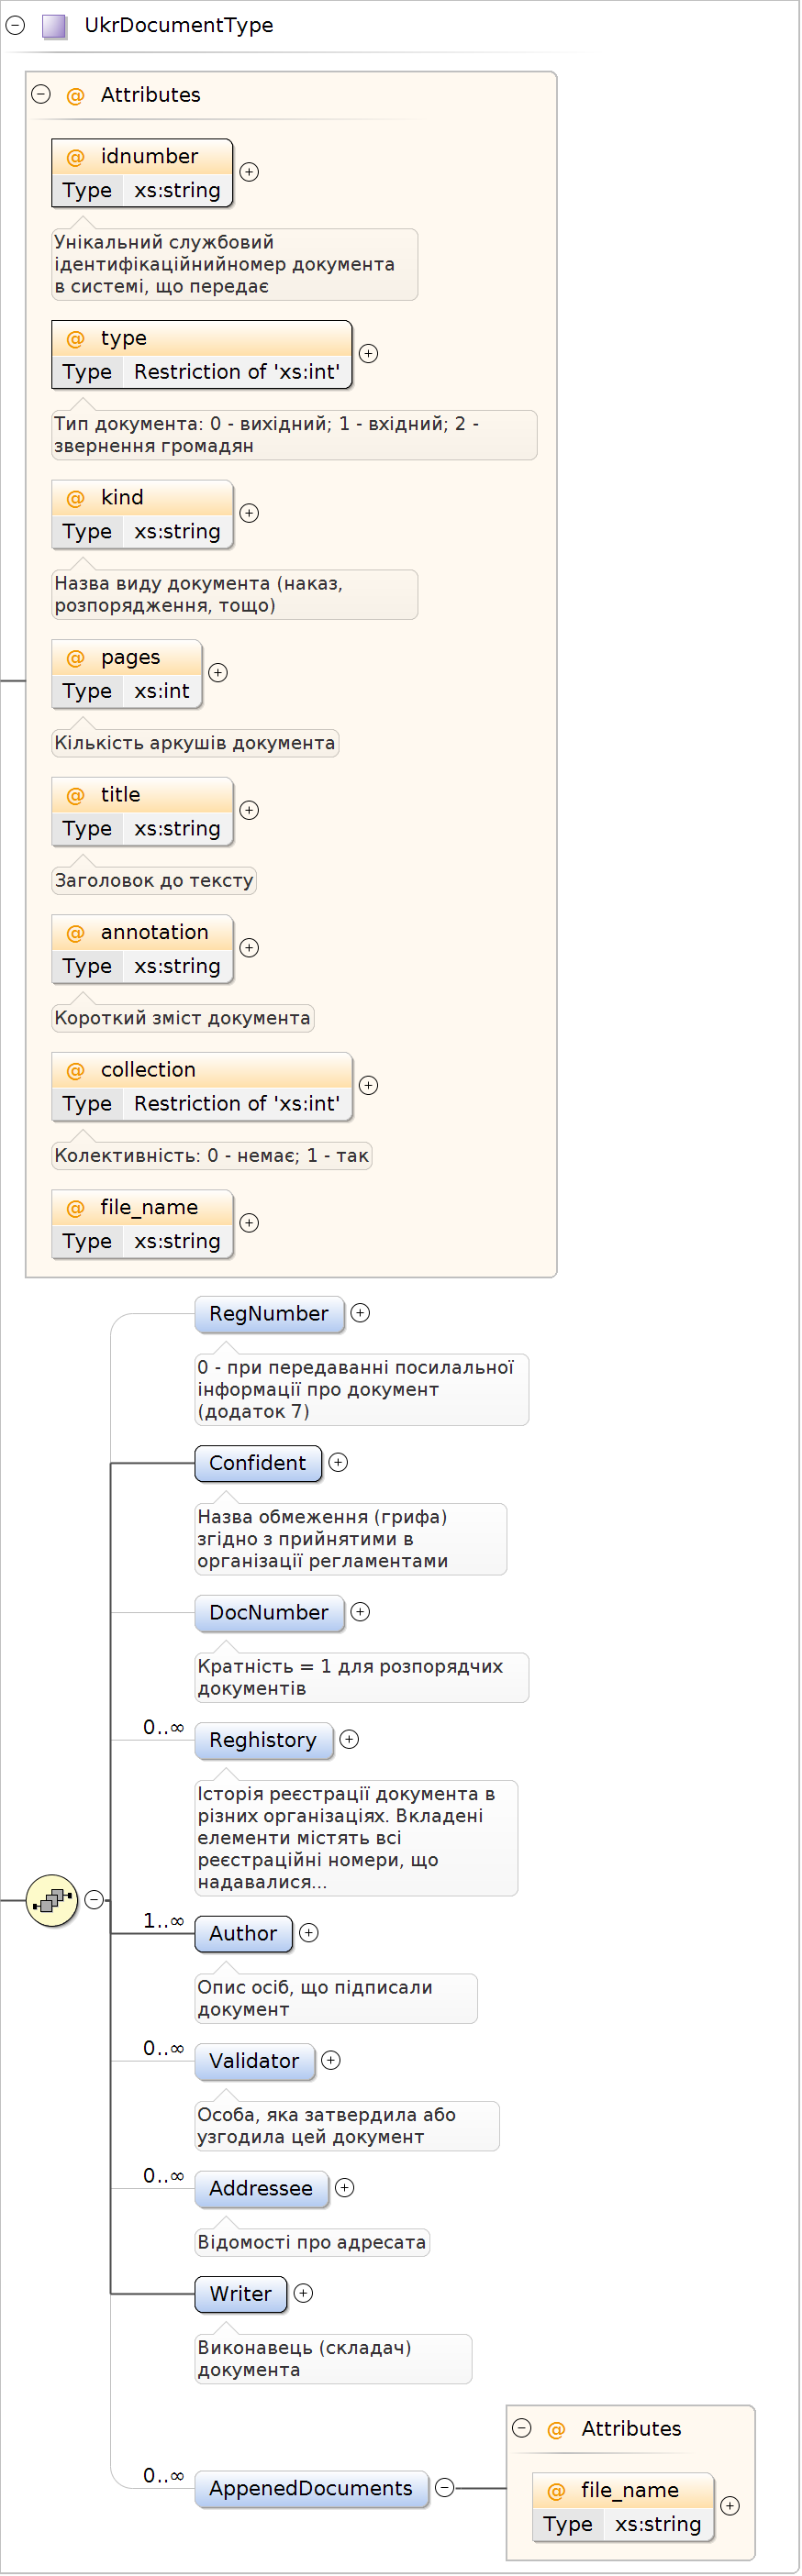 UkrDocumentType
@ Attributes
@ idnumber
Type xs:string
Унікальний службовий
ідентифікаційнийномер документа
в системі, що передає
@ type
Type Restriction of 'xs:int'
Тип документа: 0 - вихідний; 1 - вхідний; 2 -
звернення громадян
@ kind
Type xs:string
Назва виду документа (наказ,
розпорядження, тощо)
@ pages
Type xs:int
Кількість аркушів документа
@ title
Type xs:string
Заголовок до тексту
@ annotation
Type xs:string
Короткий зміст документа
@ collection
Type Restriction of 'xs:int'
Колективність: 0 - немає; 1 - так
@ file_name
Type xs:string
RegNumber
0 - при передаванні посилальної
інформації про документ
(додаток 7)
Confident
Назва обмеження (грифа)
згідно з прийнятими в
організації регламентами
DocNumber
Кратність = 1 для розпорядчих
документів
0..∞
Reghistory
Історія реєстрації документа в
різних організаціях. Вкладені
елементи містять всі
реєстраційні номери, що
надавалися...
1..∞
Author
Опис осіб, що підписали
документ
0..∞
Validator
Особа, яка затвердила або
узгодила цей документ
0..∞
Addressee
Відомості про адресата
Writer
Виконавець (складач)
документа
0..∞
AppenedDocuments
@ Attributes
@ file_name
Type xs:string